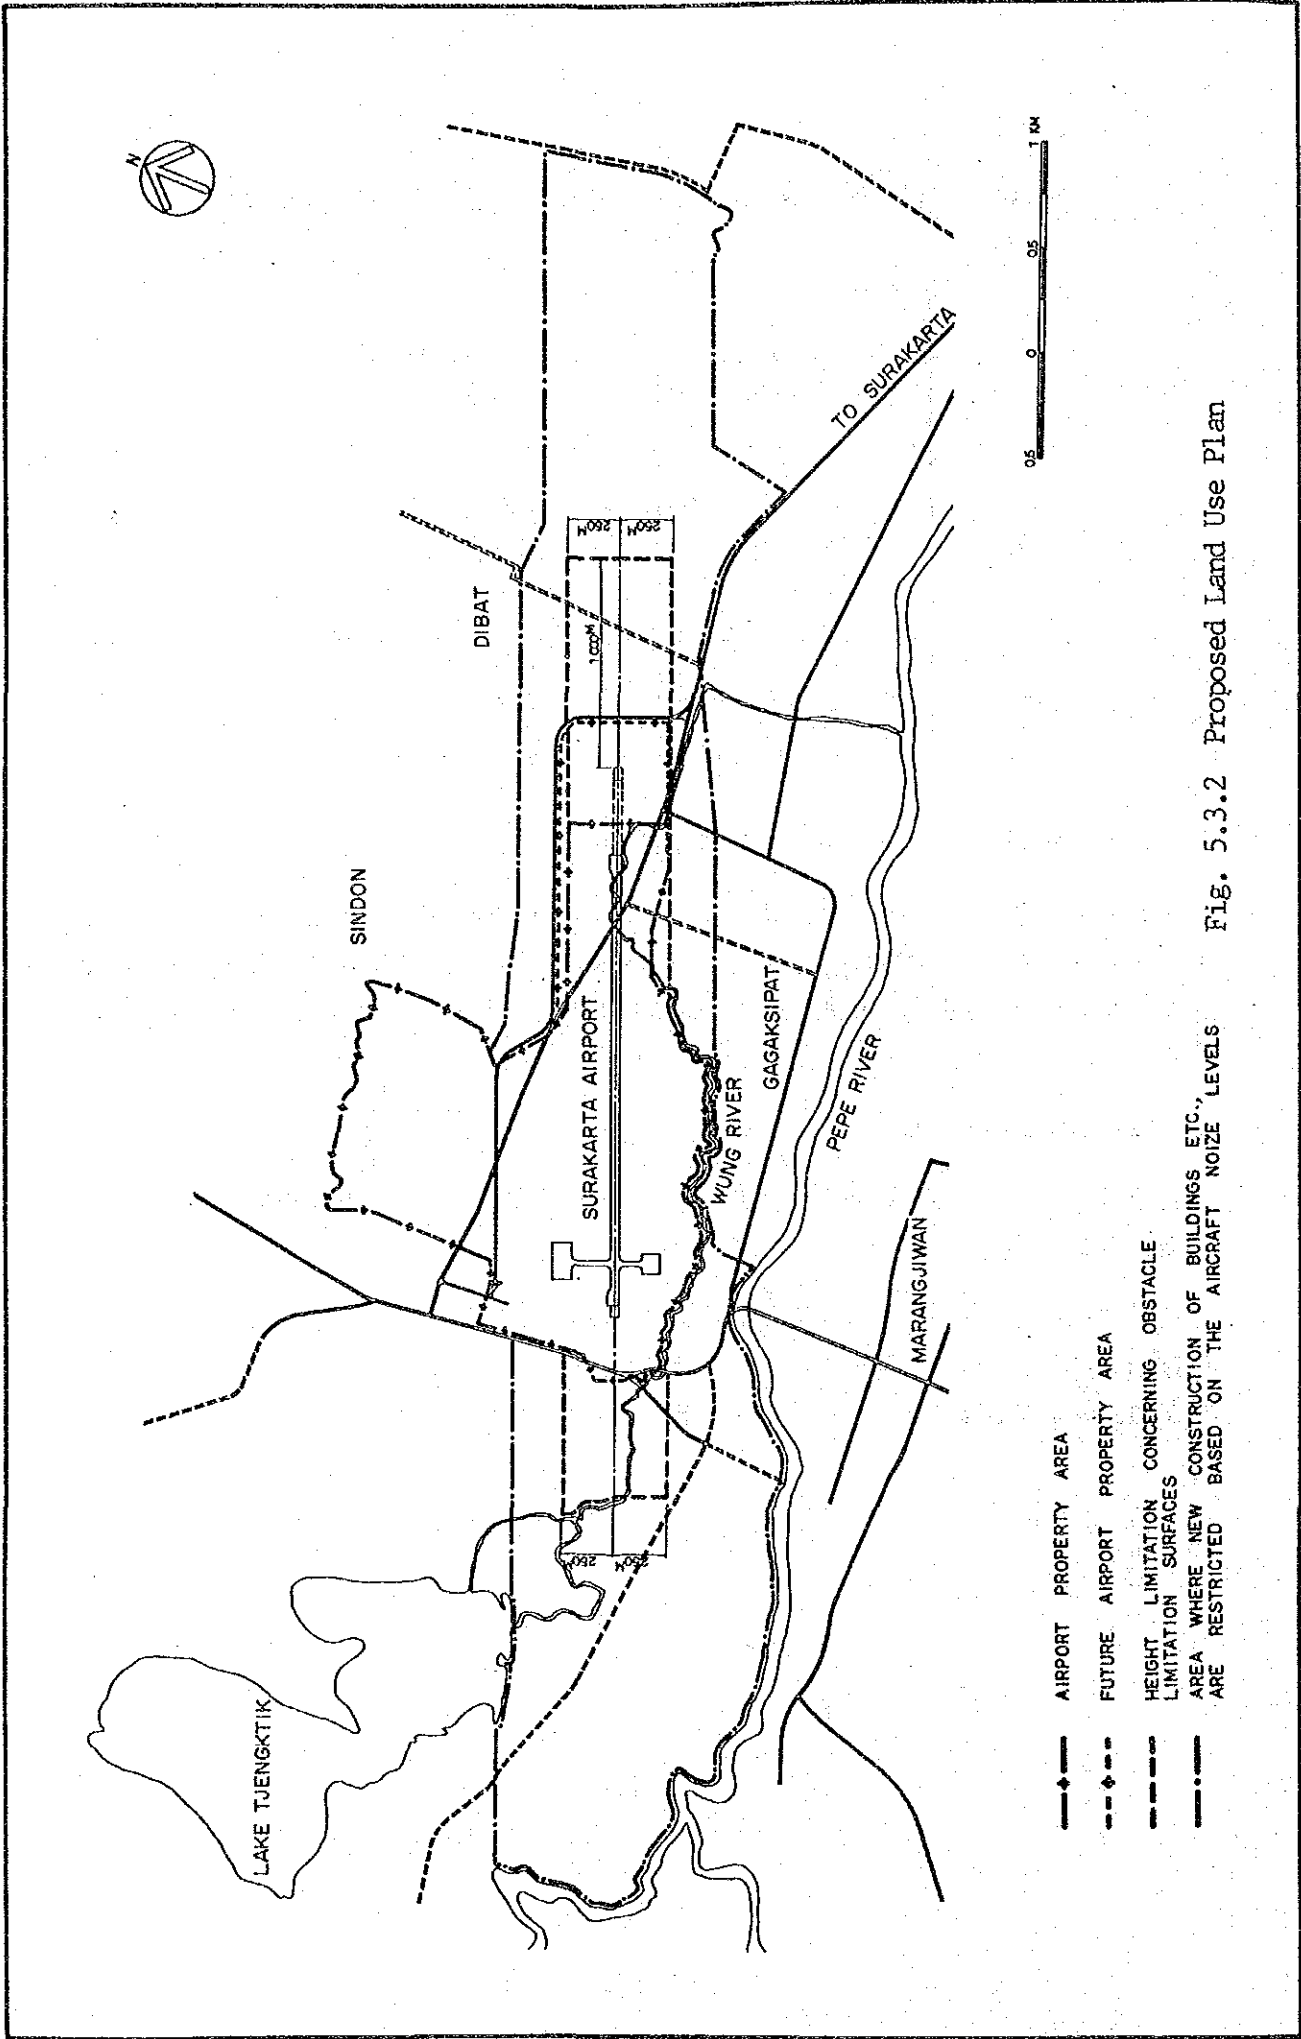 N
LAKE TJENGKTIK
SINDON
DIBAT
SURAKARTA AIRPORT
1000M
260M
250M
260M
250M
WUNG RIVER
GAGAKSIPAT
PEPE RIVER
MARANGJIWAN
TO SURAKARTA
0.5 0 0.5 1 KM
AIRPORT PROPERTY AREA
FUTURE AIRPORT PROPERTY AREA
HEIGHT LIMITATION CONCERNING OBSTACLE
LIMITATION SURFACES
AREA WHERE NEW CONSTRUCTION OF BUILDINGS ETC.,
ARE RESTRICTED BASED ON THE AIRCRAFT NOIZE LEVELS
Fig. 5.3.2 Proposed Land Use Plan